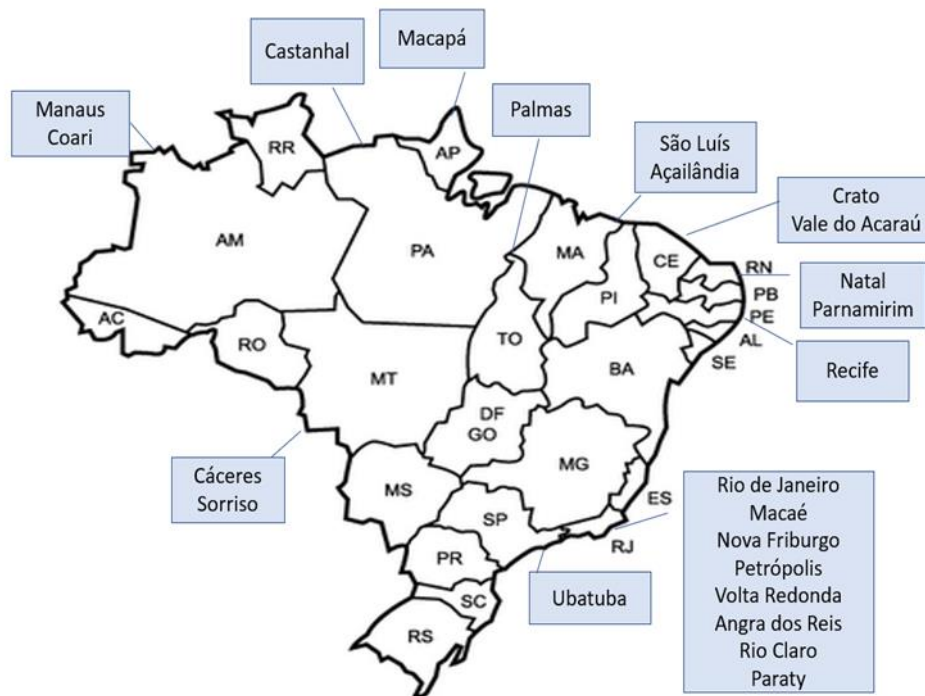 Castanhal
Macapá
Manaus
Coari
Palmas
São Luís
Açailândia
Crato
Vale do Acaraú
Natal
Parnamirim
Recife
Cáceres
Sorriso
Ubatuba
Rio de Janeiro
Macaé
Nova Friburgo
Petrópolis
Volta Redonda
Angra dos Reis
Rio Claro
Paraty
RR
AP
AM
PA
MA
CE
RN
PI
PB
PE
AC
RO
TO
AL
SE
MT
BA
DF
GO
MG
MS
ES
SP
RJ
PR
SC
RS